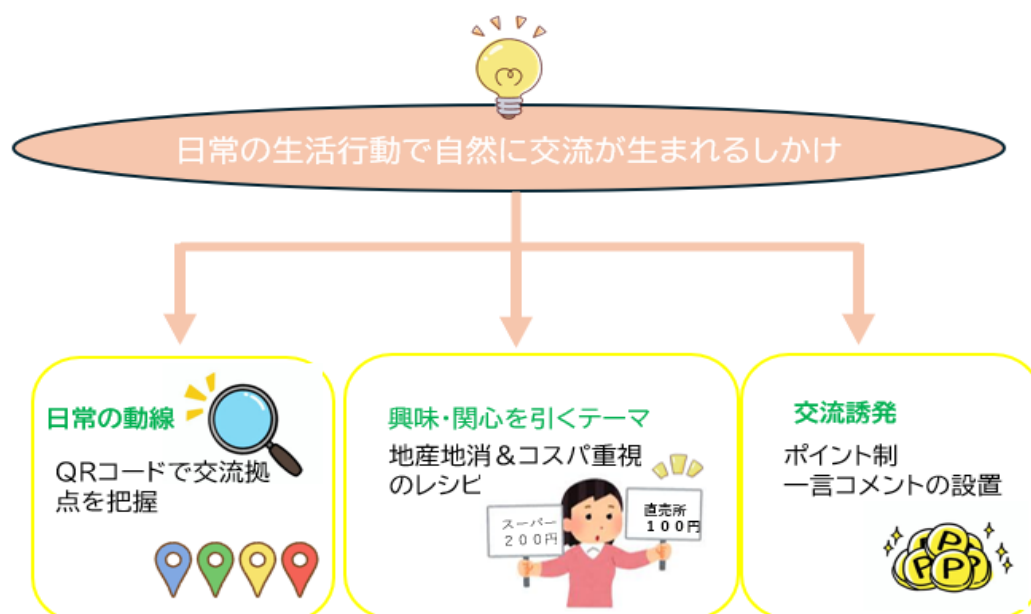 日常の生活行動で自然に交流が生まれるしかけ
日常の動線
QRコードで交流拠
点を把握
興味・関心を引くテーマ
地産地消&コスパ重視
のレシピ
スーパー
200円
直売所
100円
交流誘発
ポイント制
一言コメントの設置
P
P
P